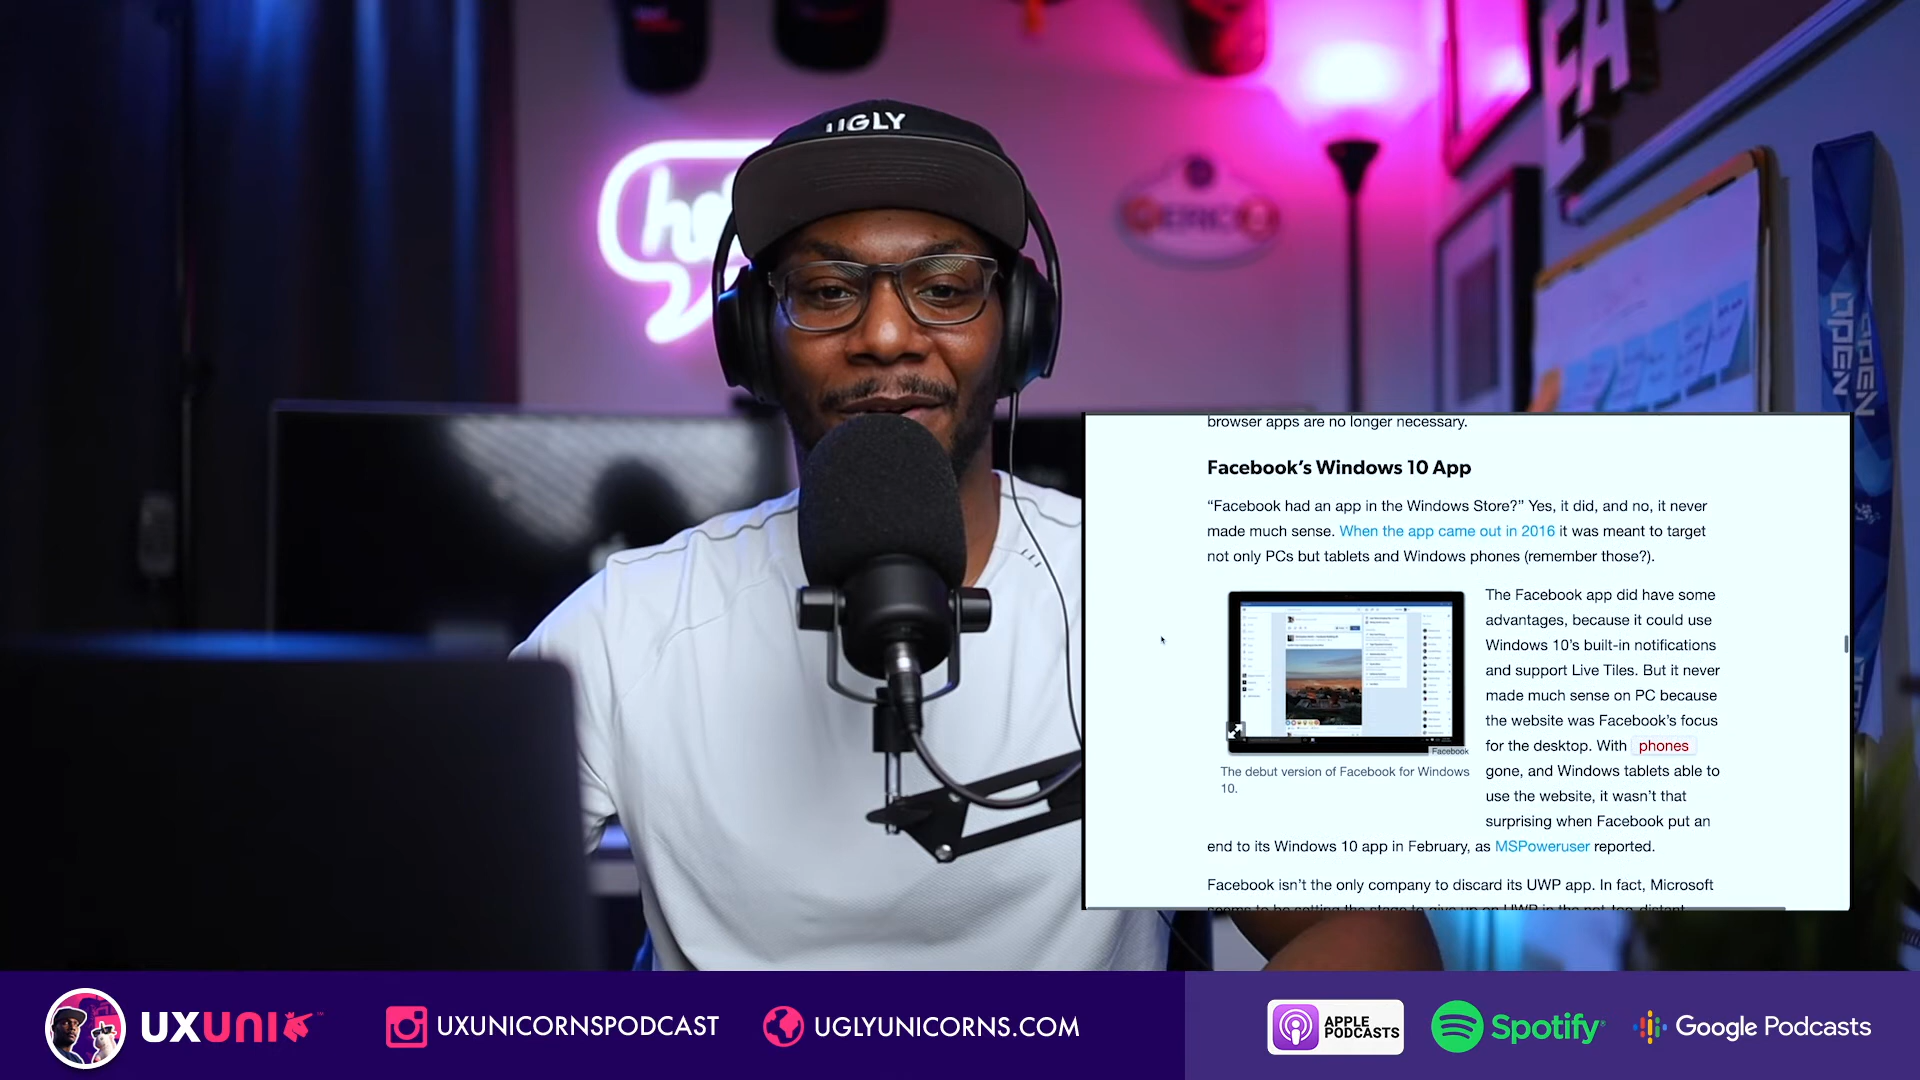 UGLY
browser apps are no longer necessary.
Facebook’s Windows 10 App
“Facebook had an app in the Windows Store?” Yes, it did, and no, it never
made much sense. When the app came out in 2016 it was meant to target
not only PCs but tablets and Windows phones (remember those?).
The Facebook app did have some
advantages, because it could use
Windows 10’s built-in notifications
and support Live Tiles. But it never
made much sense on PC because
the website was Facebook’s focus
for the desktop. With phones
gone, and Windows tablets able to
use the website, it wasn’t that
surprising when Facebook put an
Facebook
The debut version of Facebook for Windows
10.
end to its Windows 10 app in February, as MSPoweruser reported.
Facebook isn’t the only company to discard its UWP app. In fact, Microsoft
OPEN
OPEN
UXUNI
UXUNICORNSPODCAST
UGLYUNICORNS.COM
APPLE
PODCASTS
Spotify
Google Podcasts